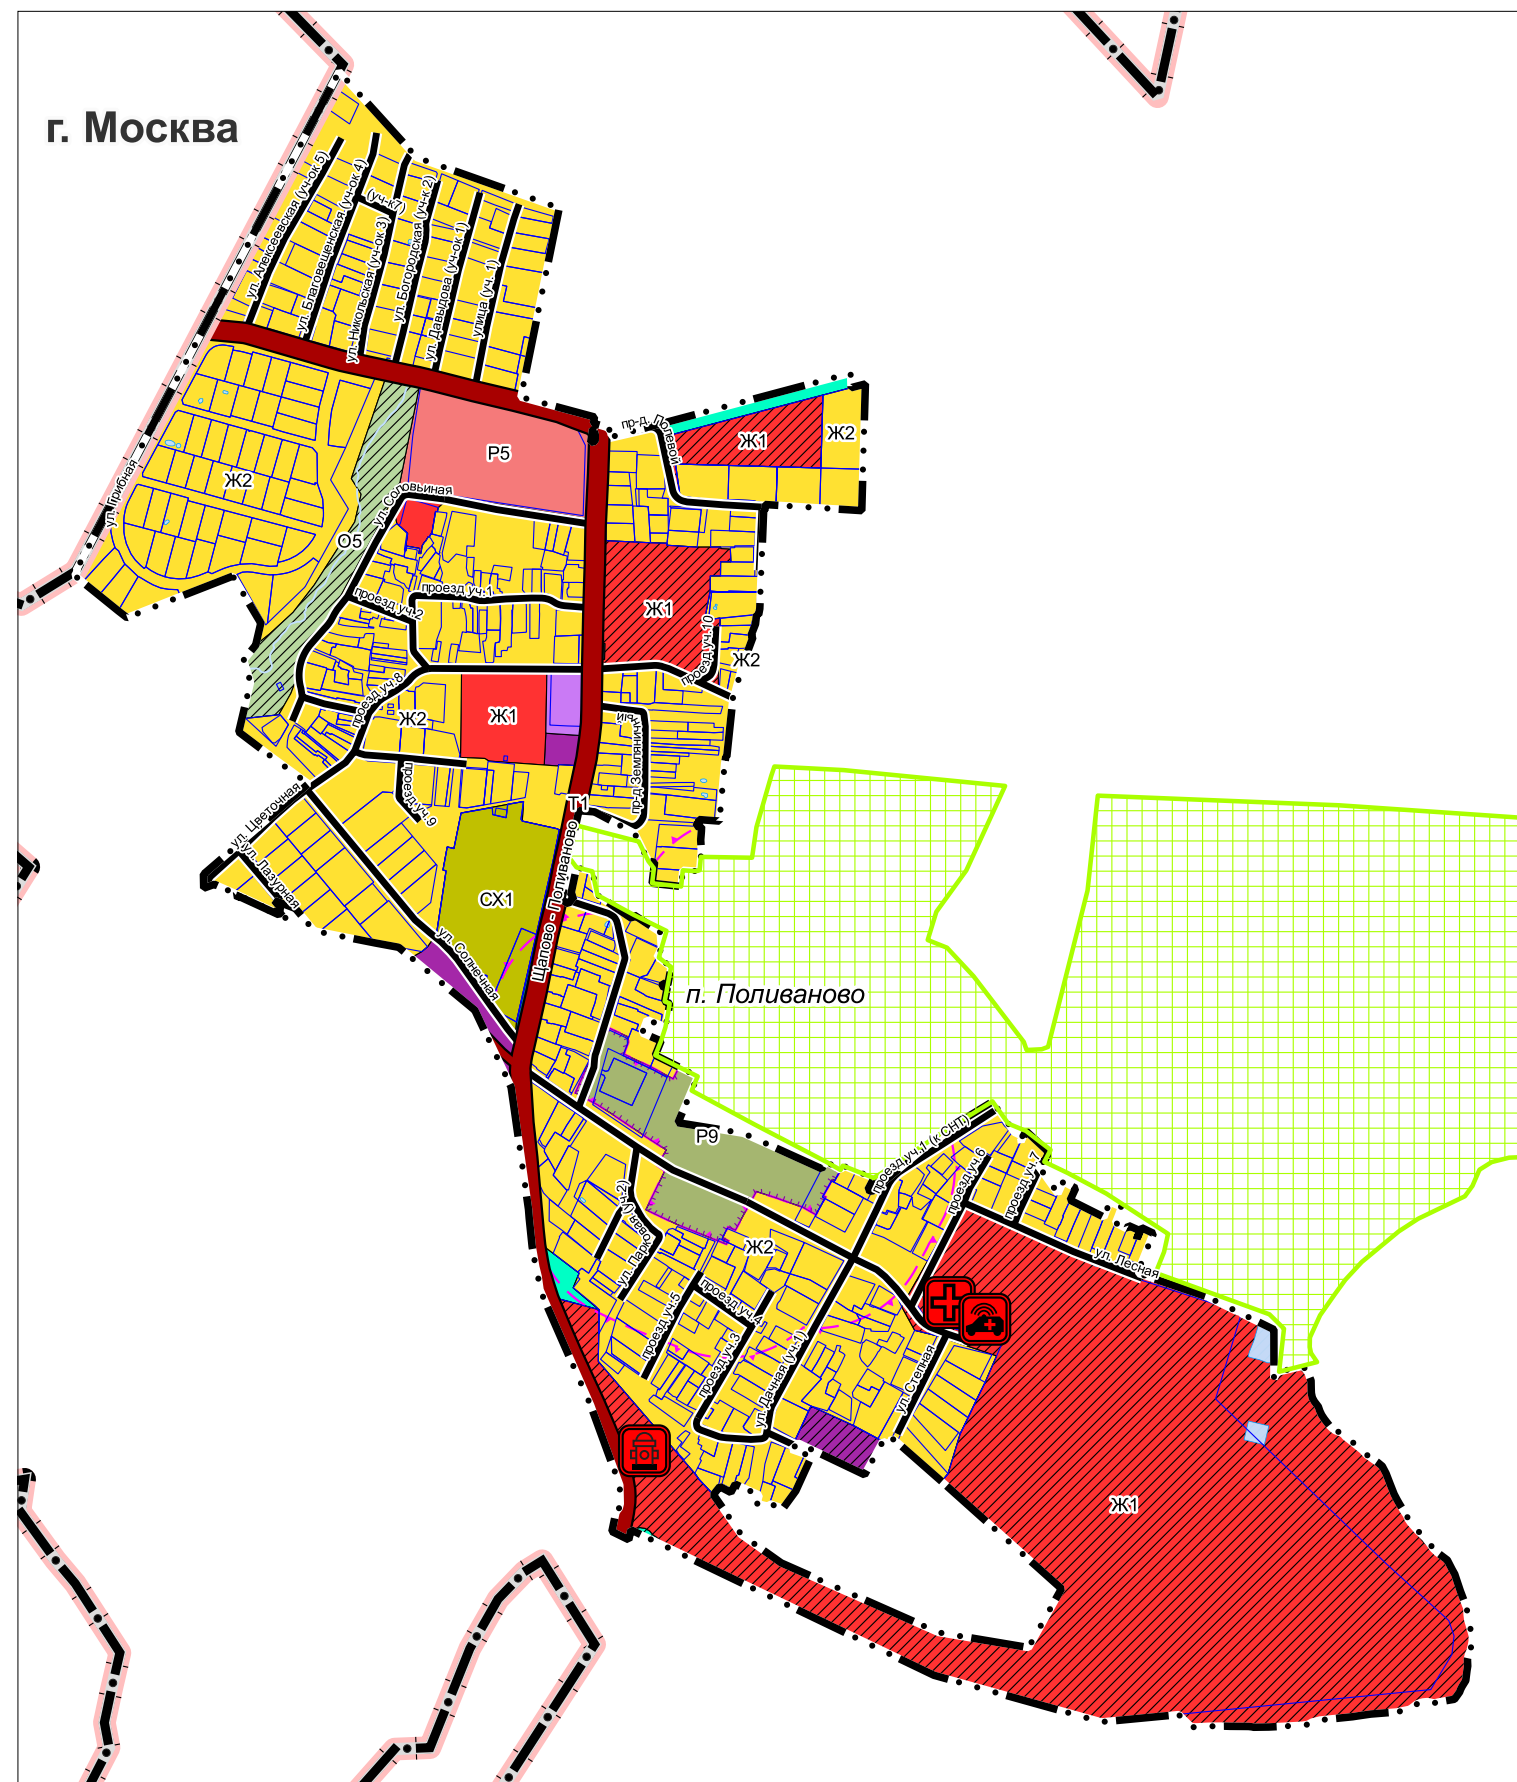 г. Москва
ул. Алексеевская (уч-ок 5)
ул. Благовещенская (уч-ок 4)
(уч-к7)
ул. Никольская (уч-ок 3)
ул. Богородская (уч-к 2)
ул. Давыдова (уч-ок 1)
улица (уч. 1)
пр-д. Полевой
Ж1
Ж2
Р5
Ж2
ул. Грибная
ул. Соловьиная
О5
проезд уч.1
проезд уч.2
Ж1
проезд уч.10
Ж2
проезд уч.8
Ж2
Ж1
пр-д Земляничный
проезд уч.9
Т1
ул. Цветочная
ул. Лазурная
СХ1
Щапово - Поливаново
ул. Солнечная
п. Поливаново
Р9
проезд уч.1 (к СНТ)
проезд уч.6
проезд уч.7
ул. Парковая (уч-2)
Ж2
ул. Лесная
проезд уч.5
проезд уч.4
проезд уч.3
ул. Дачная (уч-1)
ул. Степная
Ж1